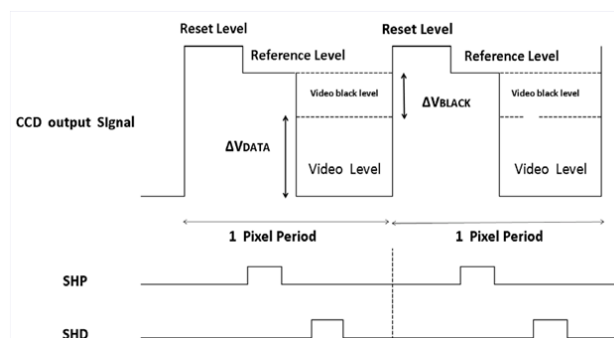 Reset Level
Reset Level
Reference Level
Reference Level
Video black level
Video black level
ΔVBLACK
CCD output SIgnal
ΔVDATA
Video Level
Video Level
1 Pixel Period
1 Pixel Period
SHP
SHD